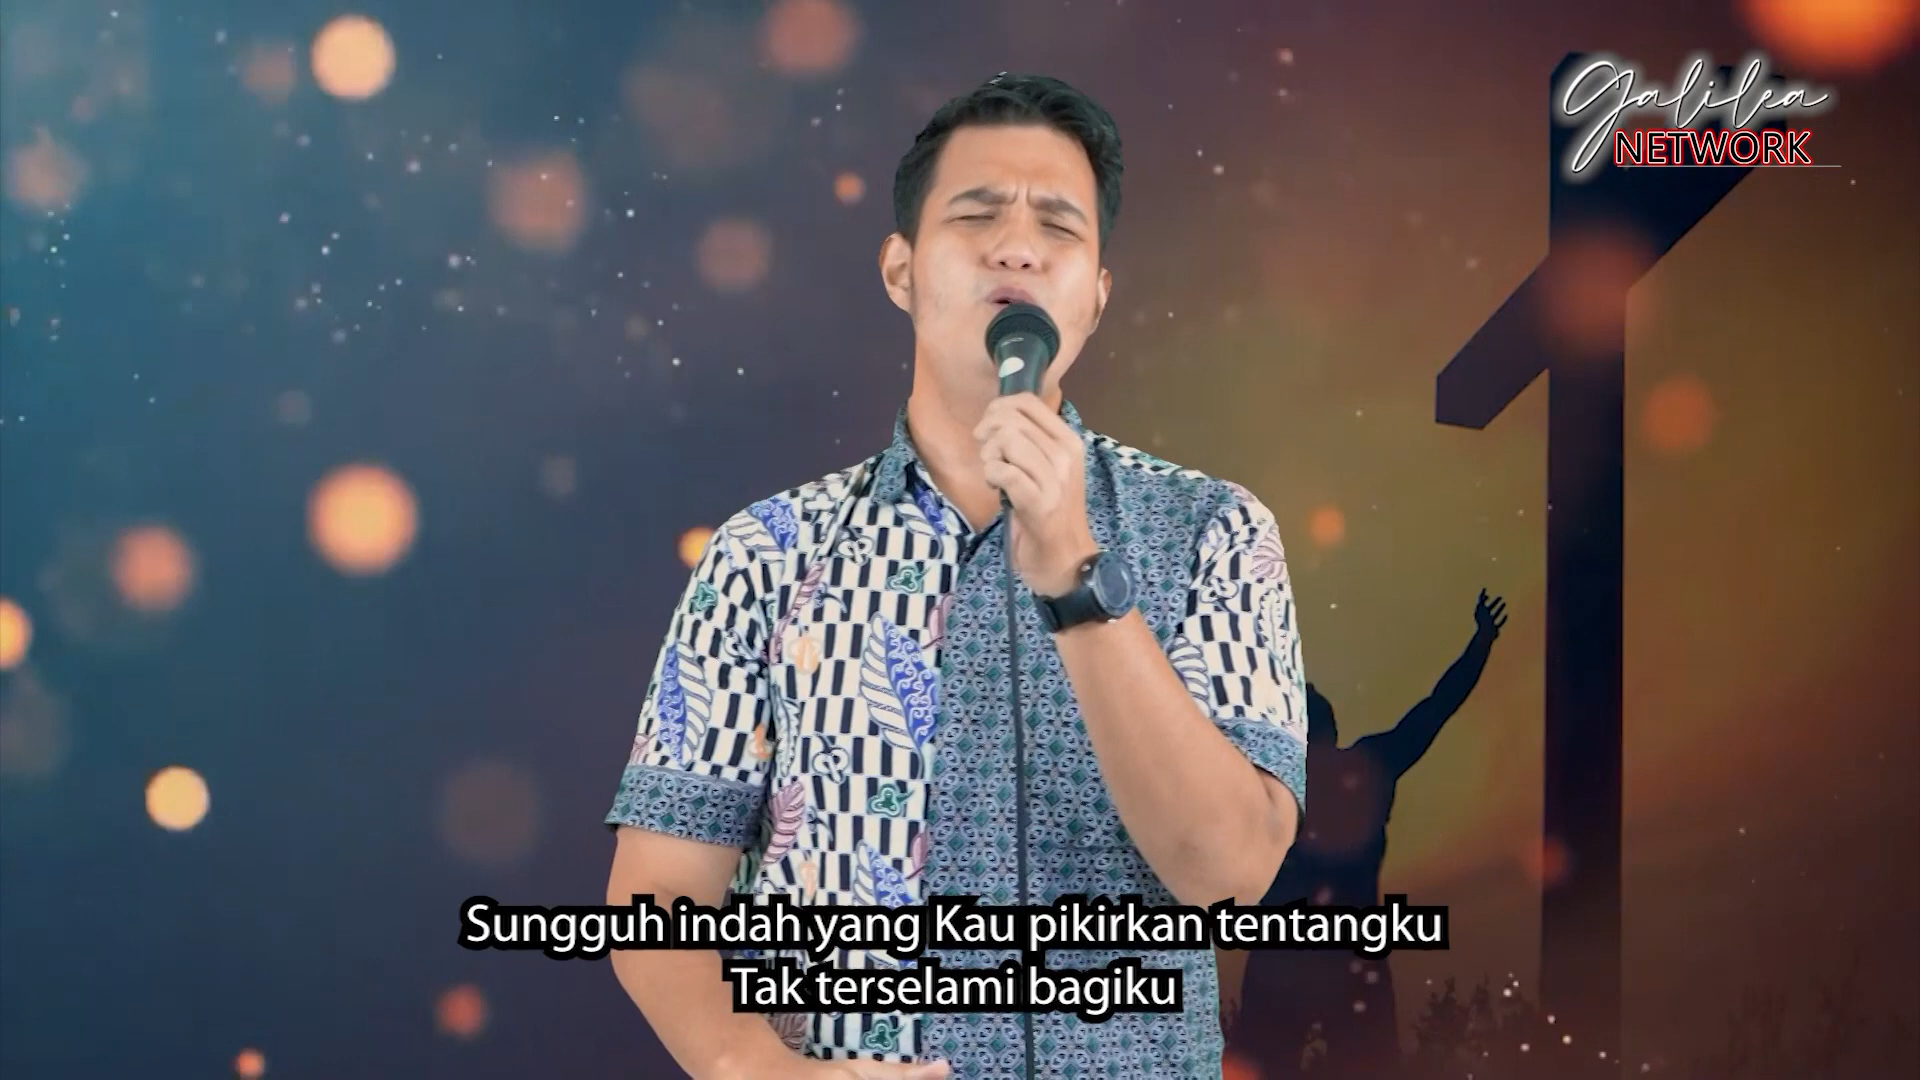 Galilea
NETWORK
Sungguh indah yang Kau pikirkan tentangku
Tak terselami bagiku